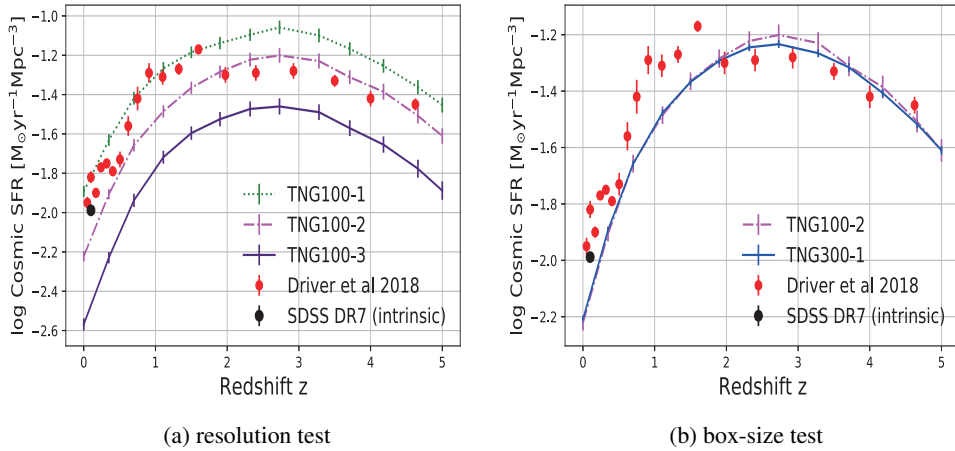 log Cosmic SFR [M⊙yr⁻¹Mpc⁻³]
−1.0
−1.2
−1.4
−1.6
−1.8
−2.0
−2.2
−2.4
−2.6
TNG100-1
TNG100-2
TNG100-3
Driver et al 2018
SDSS DR7 (intrinsic)
0 1 2 3 4 5
Redshift z
(a) resolution test
log Cosmic SFR [M⊙yr⁻¹Mpc⁻³]
−1.2
−1.4
−1.6
−1.8
−2.0
−2.2
TNG100-2
TNG300-1
Driver et al 2018
SDSS DR7 (intrinsic)
0 1 2 3 4 5
Redshift z
(b) box-size test